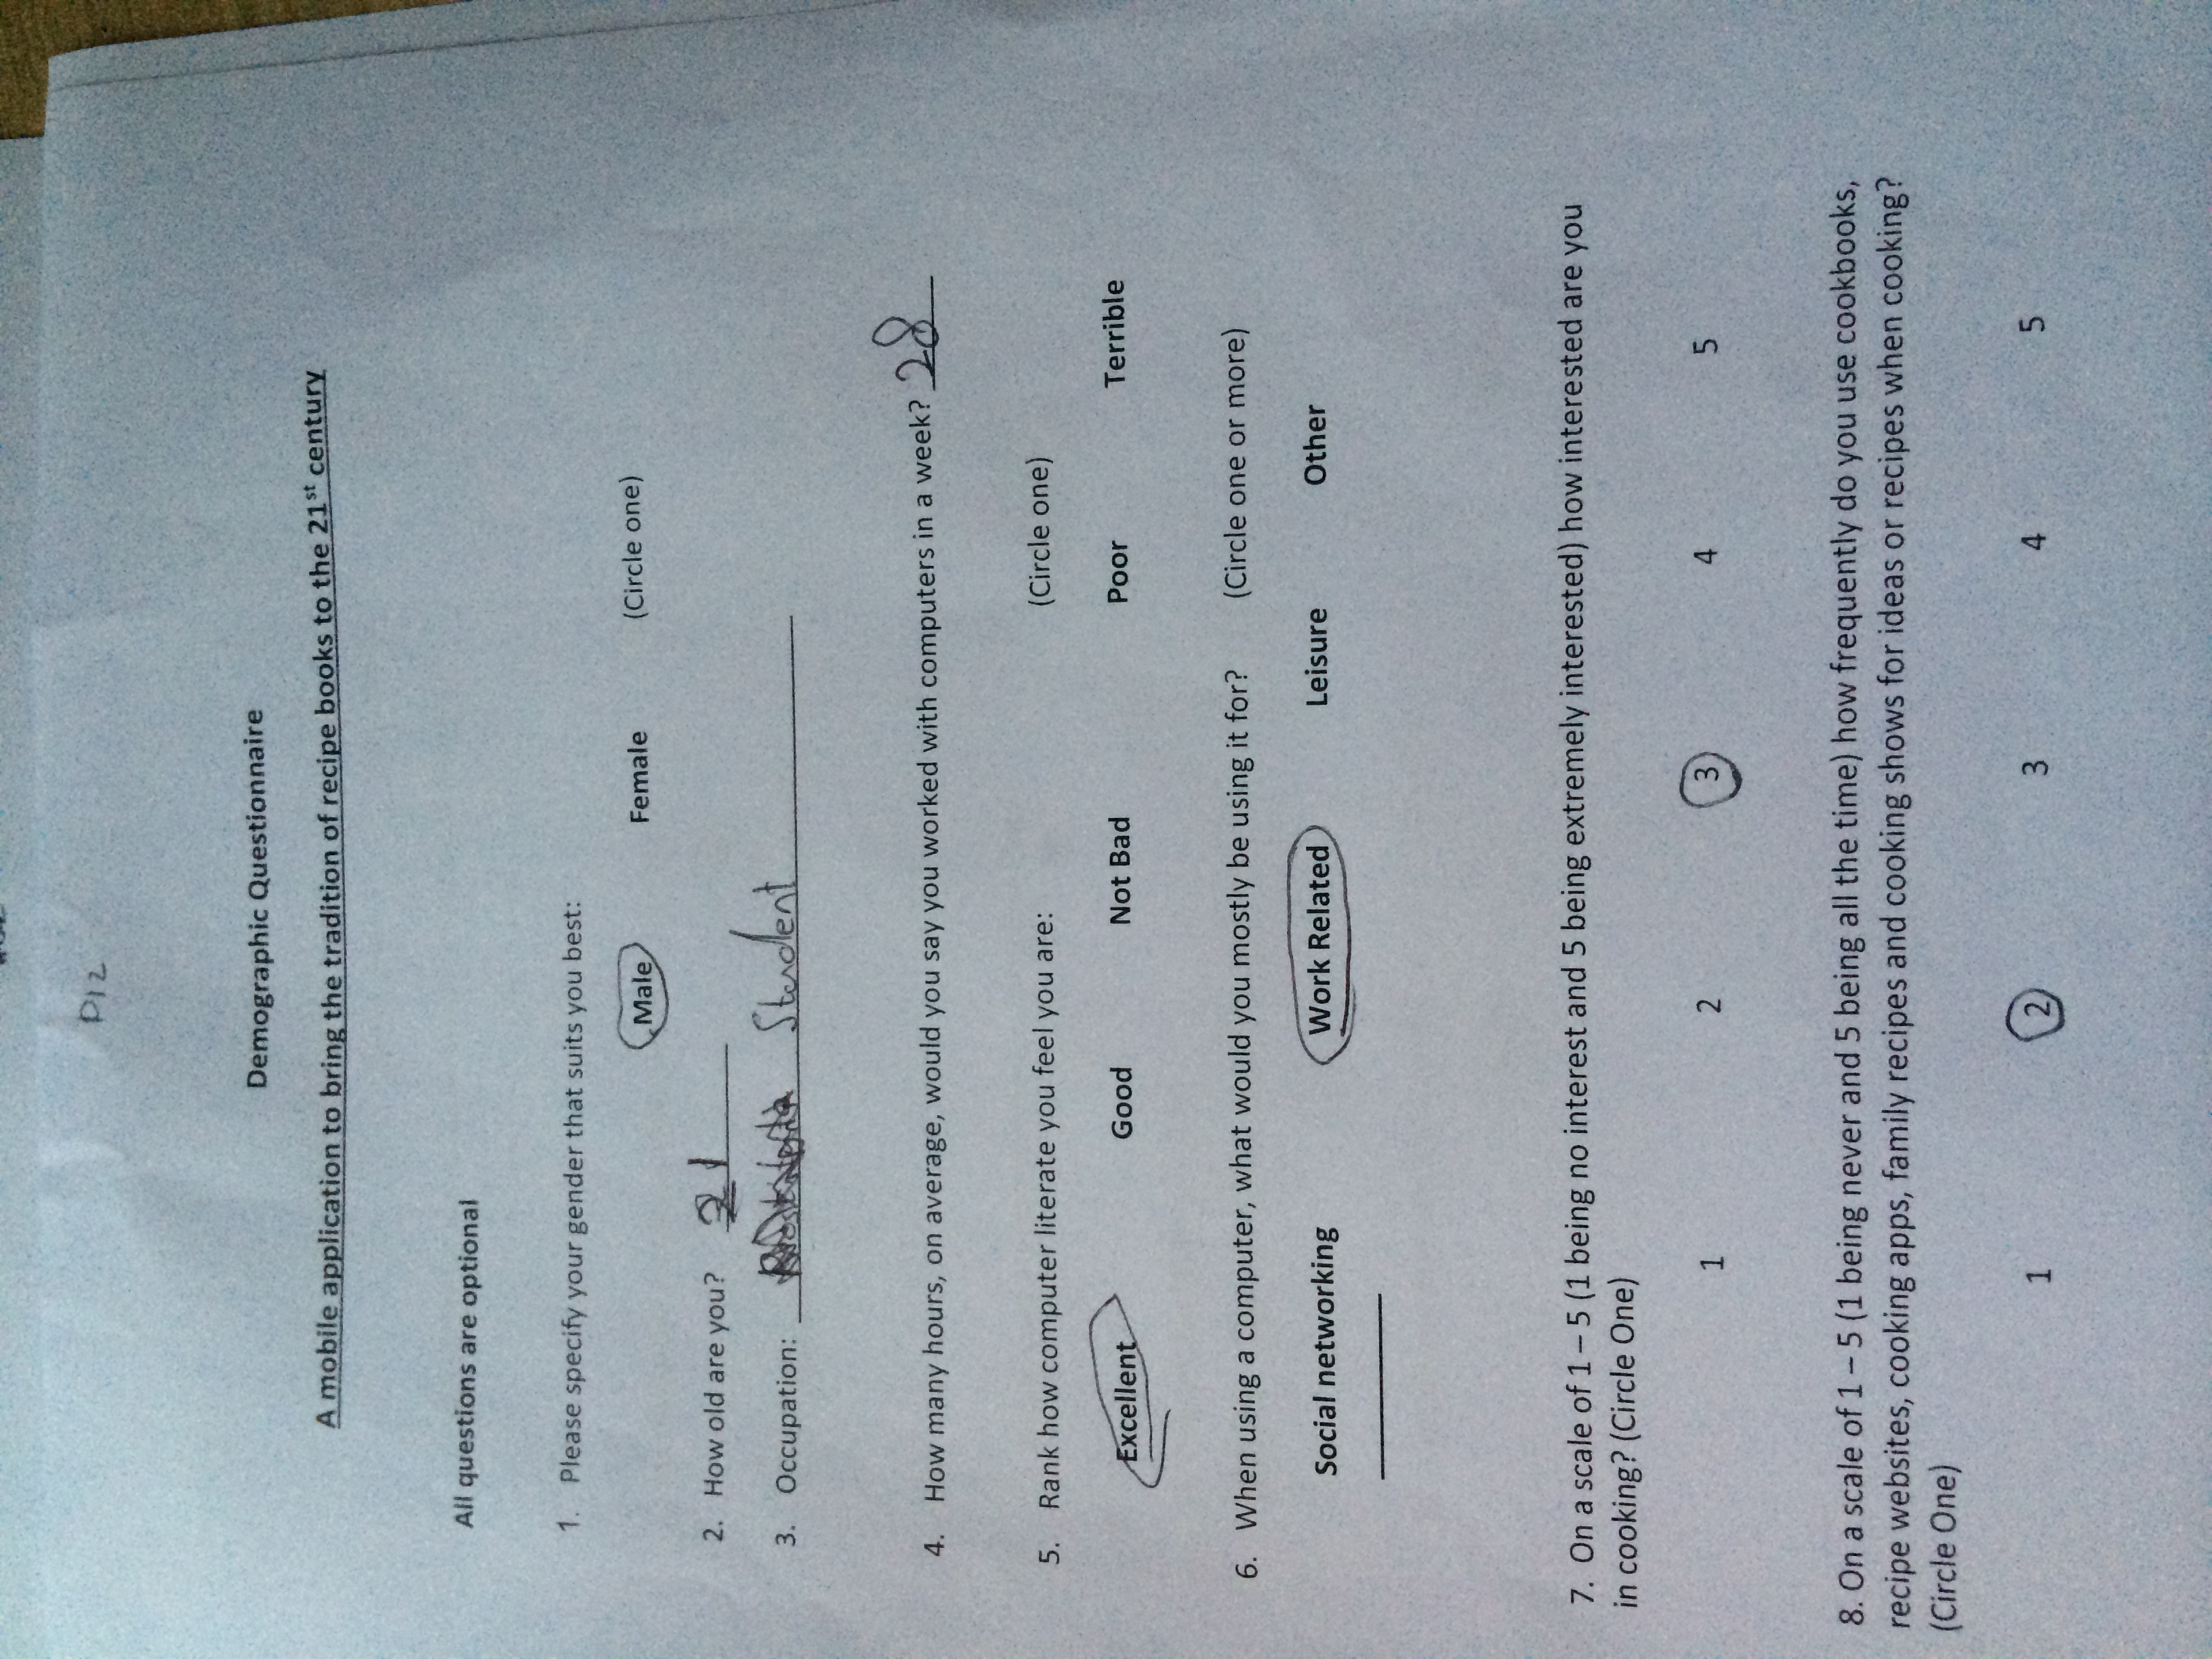 P12
Demographic Questionnaire
A mobile application to bring the tradition of recipe books to the 21st century
All questions are optional
1. Please specify your gender that suits you best:
Male Female (Circle one)
2. How old are you? 21
3. Occupation: Student
4. How many hours, on average, would you say you worked with computers in a week? 28
5. Rank how computer literate you feel you are: (Circle one)
Excellent Good Not Bad Poor Terrible
6. When using a computer, what would you mostly be using it for? (Circle one or more)
Social networking Work Related Leisure Other
7. On a scale of 1 – 5 (1 being no interest and 5 being extremely interested) how interested are you
in cooking? (Circle One)
1 2 3 4 5
8. On a scale of 1 – 5 (1 being never and 5 being all the time) how frequently do you use cookbooks,
recipe websites, cooking apps, family recipes and cooking shows for ideas or recipes when cooking?
(Circle One)
1 2 3 4 5